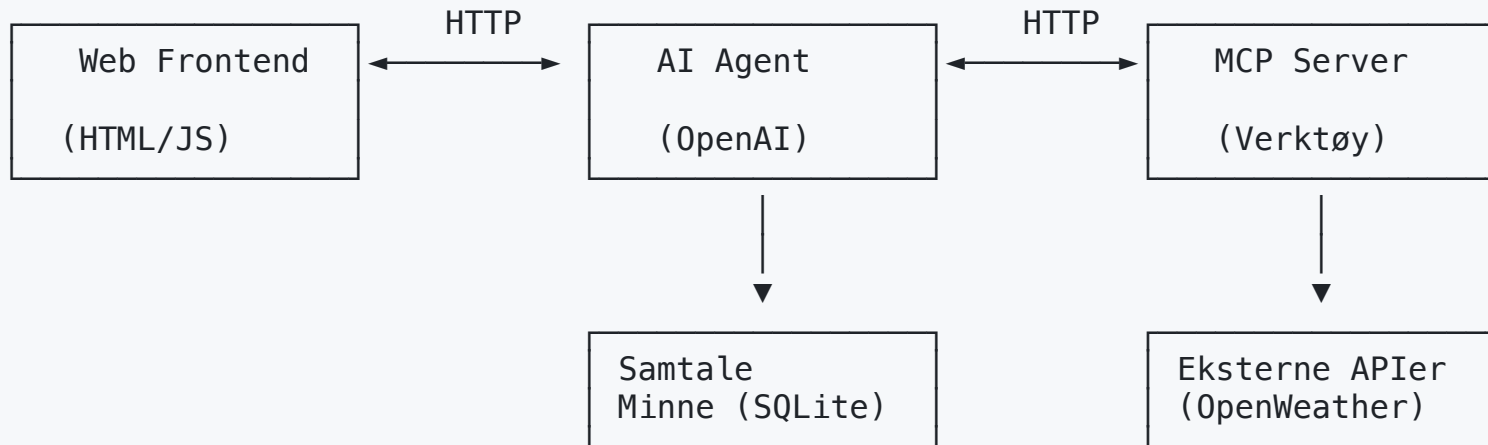 HTTP
HTTP
Web Frontend
AI Agent
MCP Server
(HTML/JS)
(OpenAI)
(Verktøy)
Samtale
Minne (SQLite)
Eksterne APIer
(OpenWeather)